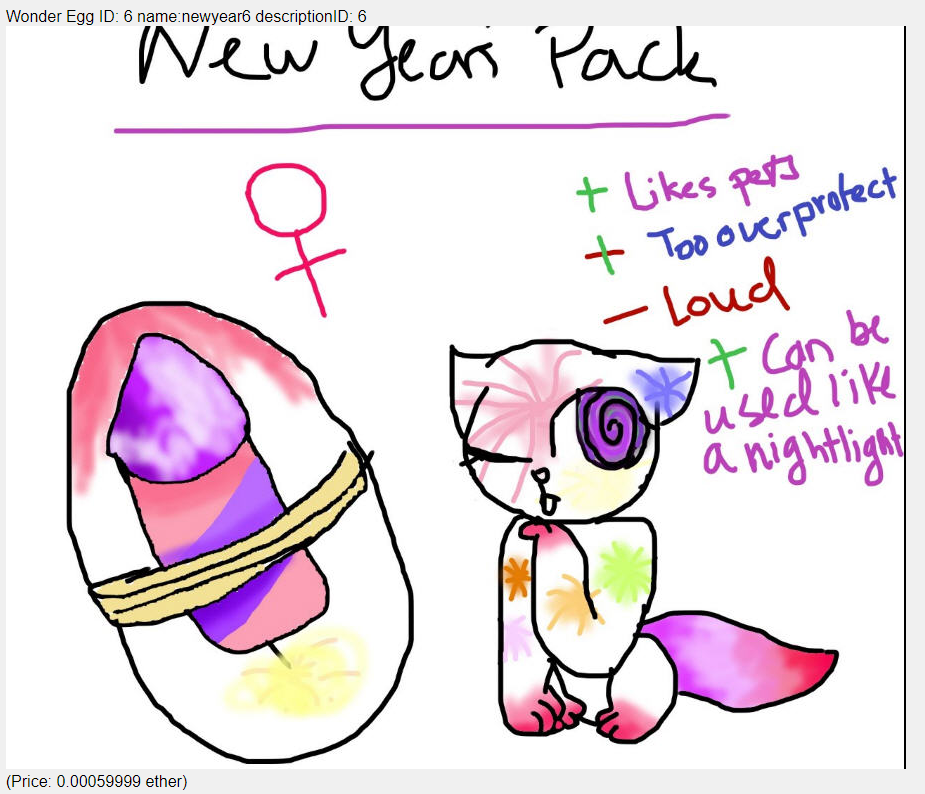 Wonder Egg ID: 6 name:newyear6 descriptionID: 6
New Years Pack
+ Likes pets
+ Too overprotect
- Loud
+ Can be
used like
a nightlight
(Price: 0.00059999 ether)